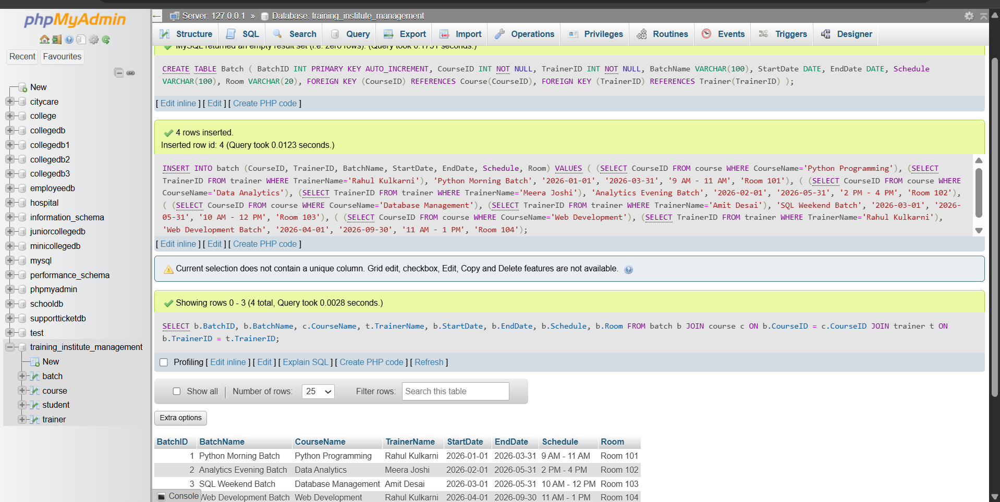 phpMyAdmin
Recent
Favourites
New
citycare
college
collegedb
collegedb1
collegedb2
collegedb3
employeedb
hospital
information_schema
juniorcollegedb
minicollegedb
mysql
performance_schema
phpmyadmin
schooldb
supportticketdb
test
training_institute_management
New
batch
course
student
trainer
Server: 127.0.0.1 » Database: training_institute_management
Structure SQL Search Query Export Import Operations Privileges Routines Events Triggers Designer
MySQL returned an empty result set (i.e. zero rows). (Query took 0.1751 seconds.)
CREATE TABLE Batch ( BatchID INT PRIMARY KEY AUTO_INCREMENT, CourseID INT NOT NULL, TrainerID INT NOT NULL, BatchName VARCHAR(100), StartDate DATE, EndDate DATE, Schedule
VARCHAR(100), Room VARCHAR(20), FOREIGN KEY (CourseID) REFERENCES Course(CourseID), FOREIGN KEY (TrainerID) REFERENCES Trainer(TrainerID) );
[ Edit inline ] [ Edit ] [ Create PHP code ]
4 rows inserted.
Inserted row id: 4 (Query took 0.0123 seconds.)
INSERT INTO batch (CourseID, TrainerID, BatchName, StartDate, EndDate, Schedule, Room) VALUES ( (SELECT CourseID FROM course WHERE CourseName='Python Programming'), (SELECT
TrainerID FROM trainer WHERE TrainerName='Rahul Kulkarni'), 'Python Morning Batch', '2026-01-01', '2026-03-31', '9 AM - 11 AM', 'Room 101'), ( (SELECT CourseID FROM course WHERE
CourseName='Data Analytics'), (SELECT TrainerID FROM trainer WHERE TrainerName='Meera Joshi'), 'Analytics Evening Batch', '2026-02-01', '2026-05-31', '2 PM - 4 PM', 'Room 102'),
( (SELECT CourseID FROM course WHERE CourseName='Database Management'), (SELECT TrainerID FROM trainer WHERE TrainerName='Amit Desai'), 'SQL Weekend Batch', '2026-03-01', '2026-
05-31', '10 AM - 12 PM', 'Room 103'), ( (SELECT CourseID FROM course WHERE CourseName='Web Development'), (SELECT TrainerID FROM trainer WHERE TrainerName='Rahul Kulkarni'),
'Web Development Batch', '2026-04-01', '2026-09-30', '11 AM - 1 PM', 'Room 104');
[ Edit inline ] [ Edit ] [ Create PHP code ]
Current selection does not contain a unique column. Grid edit, checkbox, Edit, Copy and Delete features are not available.
Showing rows 0 - 3 (4 total, Query took 0.0028 seconds.)
SELECT b.BatchID, b.BatchName, c.CourseName, t.TrainerName, b.StartDate, b.EndDate, b.Schedule, b.Room FROM batch b JOIN course c ON b.CourseID = c.CourseID JOIN trainer t ON
b.TrainerID = t.TrainerID;
Profiling [ Edit inline ] [ Edit ] [ Explain SQL ] [ Create PHP code ] [ Refresh ]
Show all Number of rows: 25 Filter rows: Search this table
Extra options
BatchID BatchName CourseName TrainerName StartDate EndDate Schedule Room
1 Python Morning Batch Python Programming Rahul Kulkarni 2026-01-01 2026-03-31 9 AM - 11 AM Room 101
2 Analytics Evening Batch Data Analytics Meera Joshi 2026-02-01 2026-05-31 2 PM - 4 PM Room 102
3 SQL Weekend Batch Database Management Amit Desai 2026-03-01 2026-05-31 10 AM - 12 PM Room 103
Console Web Development Batch Web Development Rahul Kulkarni 2026-04-01 2026-09-30 11 AM - 1 PM Room 104